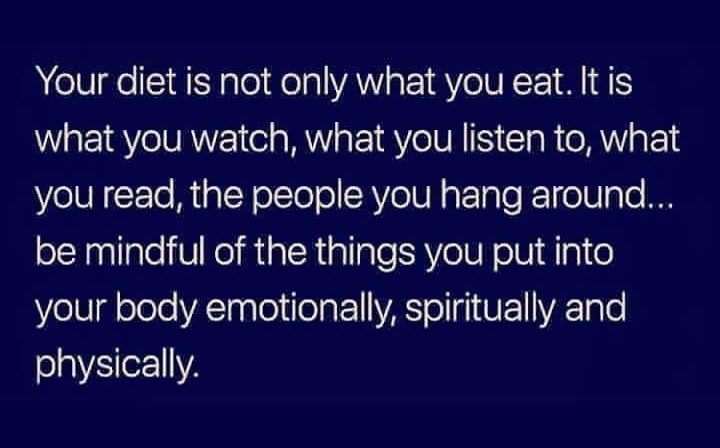 Your diet is not only what you eat. It is
what you watch, what you listen to, what
you read, the people you hang around...
be mindful of the things you put into
your body emotionally, spiritually and
physically.